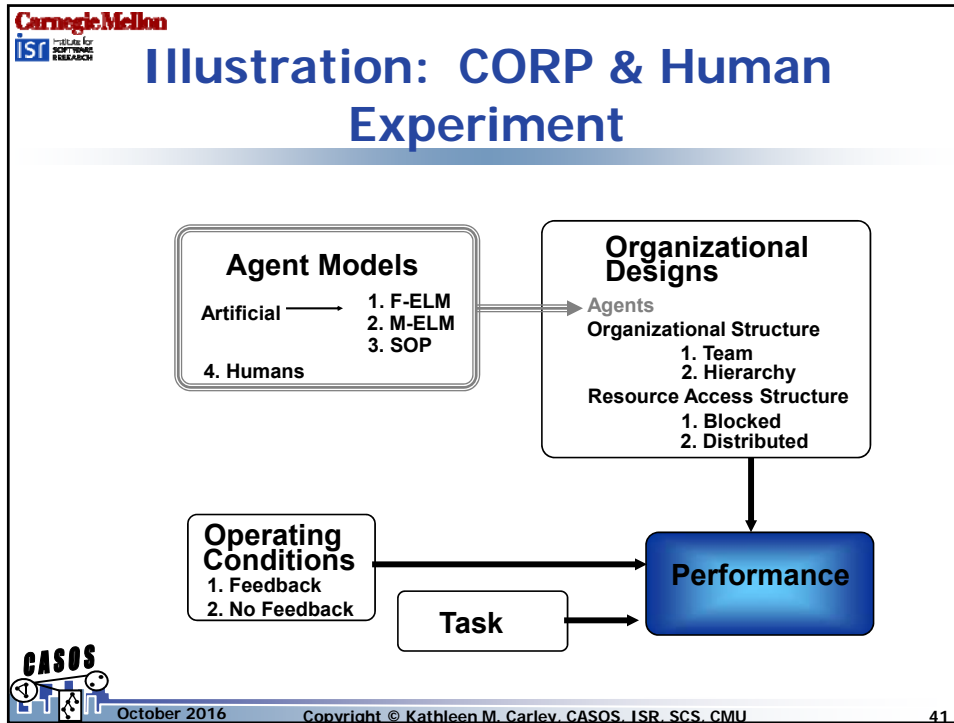 Carnegie Mellon
isr Institute for
SOFTWARE
RESEARCH
Illustration: CORP & Human
Experiment
Agent Models
Artificial
1. F-ELM
2. M-ELM
3. SOP
4. Humans
Organizational
Designs
Agents
Organizational Structure
1. Team
2. Hierarchy
Resource Access Structure
1. Blocked
2. Distributed
Operating
Conditions
1. Feedback
2. No Feedback
Task
Performance
CASOS
October 2016 Copyright © Kathleen M. Carley, CASOS, ISR, SCS, CMU 41